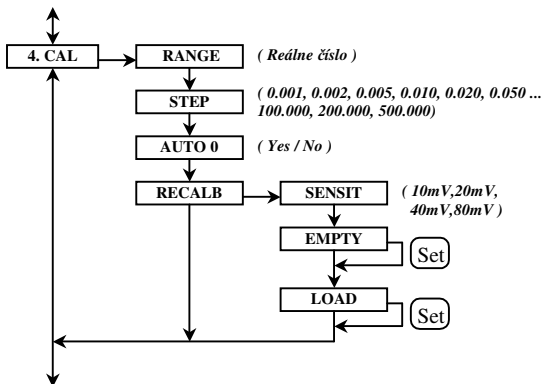 4. CAL
RANGE
( Reálne číslo )
STEP
( 0.001, 0.002, 0.005, 0.010, 0.020, 0.050 ...
100.000, 200.000, 500.000)
AUTO 0
( Yes / No )
RECALB
SENSIT
( 10mV,20mV,
40mV,80mV )
EMPTY
Set
LOAD
Set